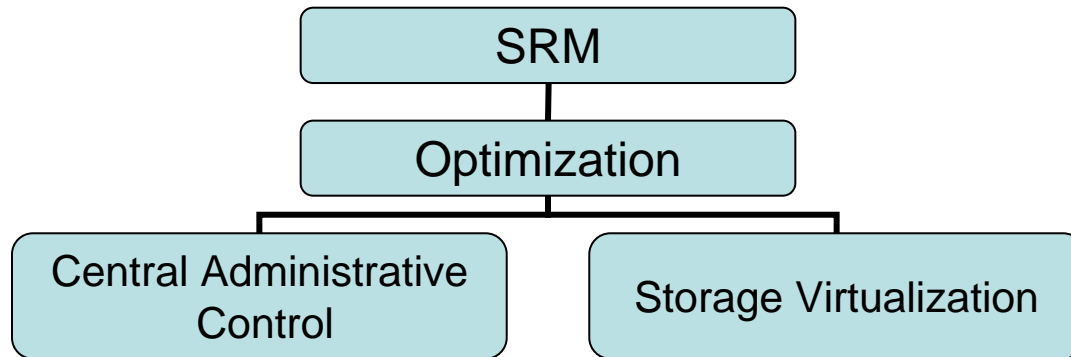 SRM
Optimization
Central Administrative
Control
Storage Virtualization